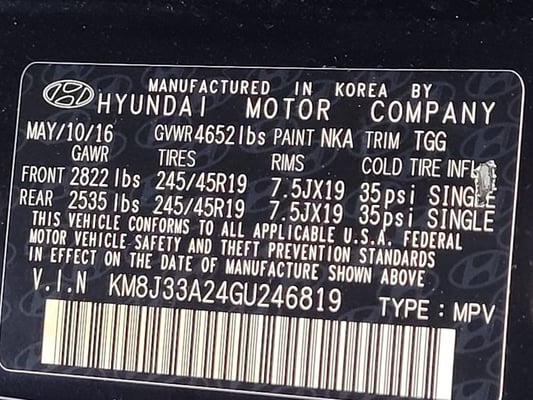 MANUFACTURED IN KOREA BY
HYUNDAI MOTOR COMPANY
MAY/10/16 GVWR 4652 lbs PAINT NKA TRIM TGG
GAWR TIRES RIMS COLD TIRE INFL
FRONT 2822 lbs 245/45R19 7.5JX19 35psi SINGLE
REAR 2535 lbs 245/45R19 7.5JX19 35psi SINGLE
THIS VEHICLE CONFORMS TO ALL APPLICABLE U.S.A. FEDERAL
MOTOR VEHICLE SAFETY AND THEFT PREVENTION STANDARDS
IN EFFECT ON THE DATE OF MANUFACTURE SHOWN ABOVE.
V.I.N KM8J33A24GU246819 TYPE : MPV